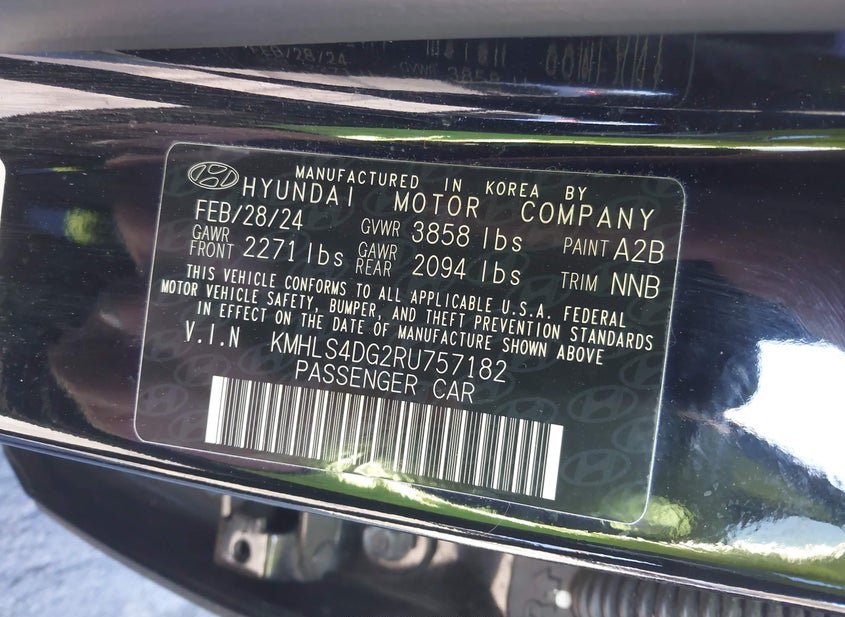 MANUFACTURED IN KOREA BY
HYUNDAI MOTOR COMPANY
FEB/28/24 GVWR 3858 lbs PAINT A2B
GAWR FRONT 2271 lbs GAWR REAR 2094 lbs TRIM NNB
THIS VEHICLE CONFORMS TO ALL APPLICABLE U.S.A. FEDERAL
MOTOR VEHICLE SAFETY, BUMPER, AND THEFT PREVENTION STANDARDS
IN EFFECT ON THE DATE OF MANUFACTURE SHOWN ABOVE
V.I.N KMHLS4DG2RU757182
PASSENGER CAR